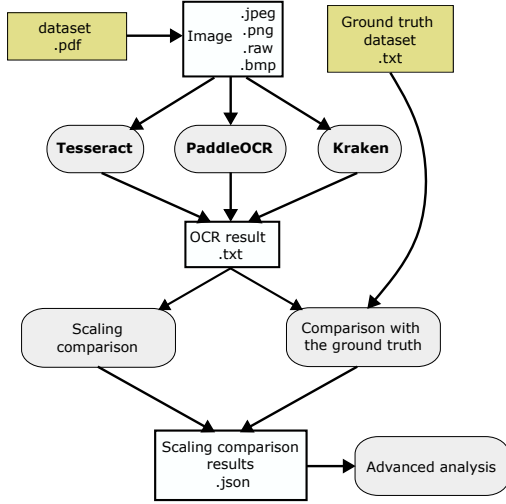 dataset
.pdf
Image
.jpeg
.png
.raw
.bmp
Ground truth
dataset
.txt
Tesseract
PaddleOCR
Kraken
OCR result
.txt
Scaling
comparison
Comparison with
the ground truth
Scaling comparison
results
.json
Advanced analysis